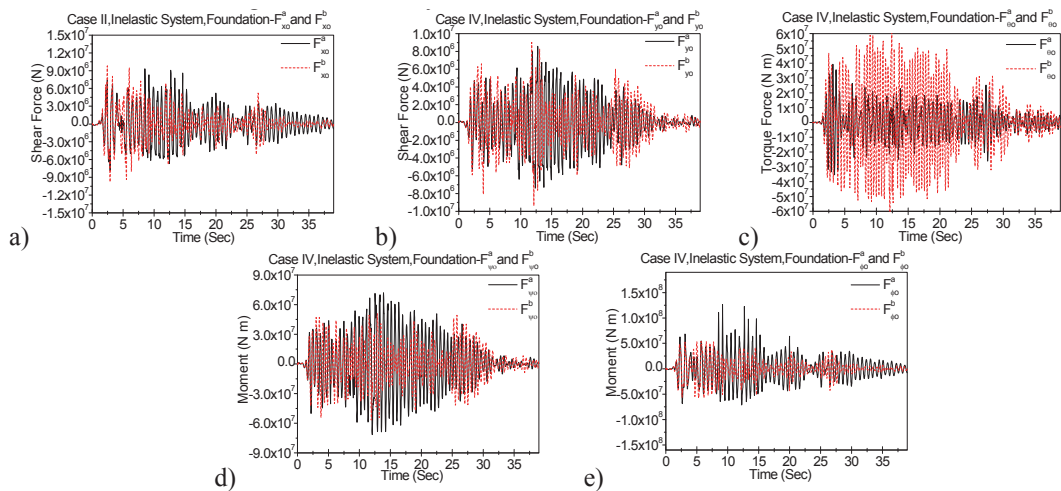 Case II,Inelastic System,Foundation-F^a_xo and F^b_xo
Shear Force (N)
1.5x10^7
1.2x10^7
9.0x10^6
6.0x10^6
3.0x10^6
0.0
-3.0x10^6
-6.0x10^6
-9.0x10^6
-1.2x10^7
-1.5x10^7
F^a_xo
F^b_xo
0 5 10 15 20 25 30 35
Time (Sec)
a)
Case IV,Inelastic System,Foundation-F^a_yo and F^b_yo
Shear Force (N)
1.0x10^7
8.0x10^6
6.0x10^6
4.0x10^6
2.0x10^6
0.0
-2.0x10^6
-4.0x10^6
-6.0x10^6
-8.0x10^6
-1.0x10^7
F^a_yo
F^b_yo
0 5 10 15 20 25 30 35
Time (Sec)
b)
Case IV,Inelastic System,Foundation-F^a_θo and F^b_θo
Torque Force (N m)
6x10^7
5x10^7
4x10^7
3x10^7
2x10^7
1x10^7
0.0
-1x10^7
-2x10^7
-3x10^7
-4x10^7
-5x10^7
-6x10^7
F^a_θo
F^b_θo
0 5 10 15 20 25 30 35
Time (Sec)
c)
Case IV,Inelastic System,Foundation-F^a_ψo and F^b_ψo
Moment (N m)
9.0x10^7
6.0x10^7
3.0x10^7
0.0
-3.0x10^7
-6.0x10^7
-9.0x10^7
F^a_ψo
F^b_ψo
0 5 10 15 20 25 30 35
Time (Sec)
d)
Case IV,Inelastic System,Foundation-F^a_ϕo and F^b_ϕo
Moment (N m)
1.5x10^8
1.0x10^8
5.0x10^7
0.0
-5.0x10^7
-1.0x10^8
-1.5x10^8
F^a_ϕo
F^b_ϕo
0 5 10 15 20 25 30 35
Time (Sec)
e)